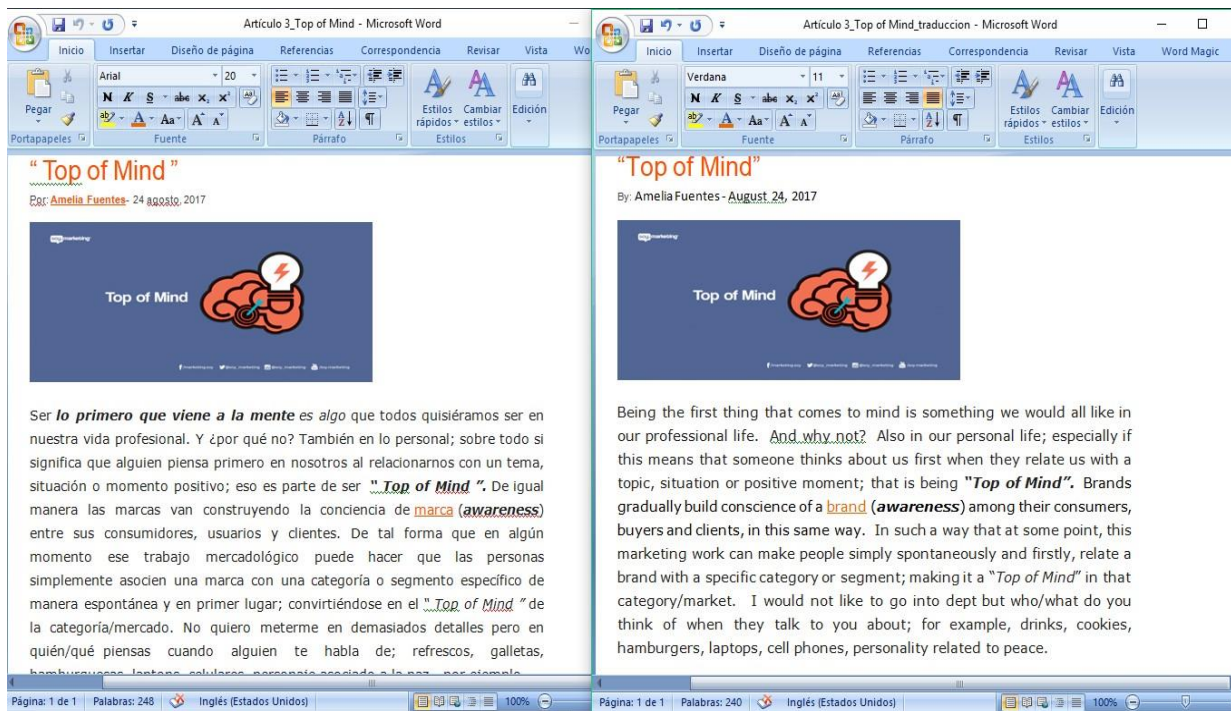 Artículo 3_Top of Mind - Microsoft Word
Inicio Insertar Diseño de página Referencias Correspondencia Revisar Vista Wo
Pegar
Arial 20
N K S abc X₂ X²
Aa A A
Estilos rápidos
Cambiar estilos
Edición
Portapapeles Fuente Párrafo Estilos
“ Top of Mind ”
Por: Amelia Fuentes- 24 agosto, 2017
Top of Mind
Ser lo primero que viene a la mente es algo que todos quisiéramos ser en
nuestra vida profesional. Y ¿por qué no? También en lo personal; sobre todo si
significa que alguien piensa primero en nosotros al relacionarnos con un tema,
situación o momento positivo; eso es parte de ser “ Top of Mind ”. De igual
manera las marcas van construyendo la conciencia de marca (awareness)
entre sus consumidores, usuarios y clientes. De tal forma que en algún
momento ese trabajo mercadológico puede hacer que las personas
simplemente asocien una marca con una categoría o segmento específico de
manera espontánea y en primer lugar; convirtiéndose en el “ Top of Mind ” de
la categoría/mercado. No quiero meterme en demasiados detalles pero en
quién/qué piensas cuando alguien te habla de; refrescos, galletas,
hamburguesas, laptops, celulares, personaje asociado a la paz, por ejemplo
Página: 1 de 1 Palabras: 248 Inglés (Estados Unidos) 100%
Artículo 3_Top of Mind_traduccion - Microsoft Word
Inicio Insertar Diseño de página Referencias Correspondencia Revisar Vista Word Magic
Pegar
Verdana 11
N K S abc X₂ X²
Aa A A
Estilos rápidos
Cambiar estilos
Edición
Portapapeles Fuente Párrafo Estilos
“Top of Mind”
By: Amelia Fuentes - August 24, 2017
Top of Mind
Being the first thing that comes to mind is something we would all like in
our professional life. And why not? Also in our personal life; especially if
this means that someone thinks about us first when they relate us with a
topic, situation or positive moment; that is being “Top of Mind”. Brands
gradually build conscience of a brand (awareness) among their consumers,
buyers and clients, in this same way. In such a way that at some point, this
marketing work can make people simply spontaneously and firstly, relate a
brand with a specific category or segment; making it a “Top of Mind” in that
category/market. I would not like to go into dept but who/what do you
think of when they talk to you about; for example, drinks, cookies,
hamburgers, laptops, cell phones, personality related to peace.
Página: 1 de 1 Palabras: 240 Inglés (Estados Unidos) 100%